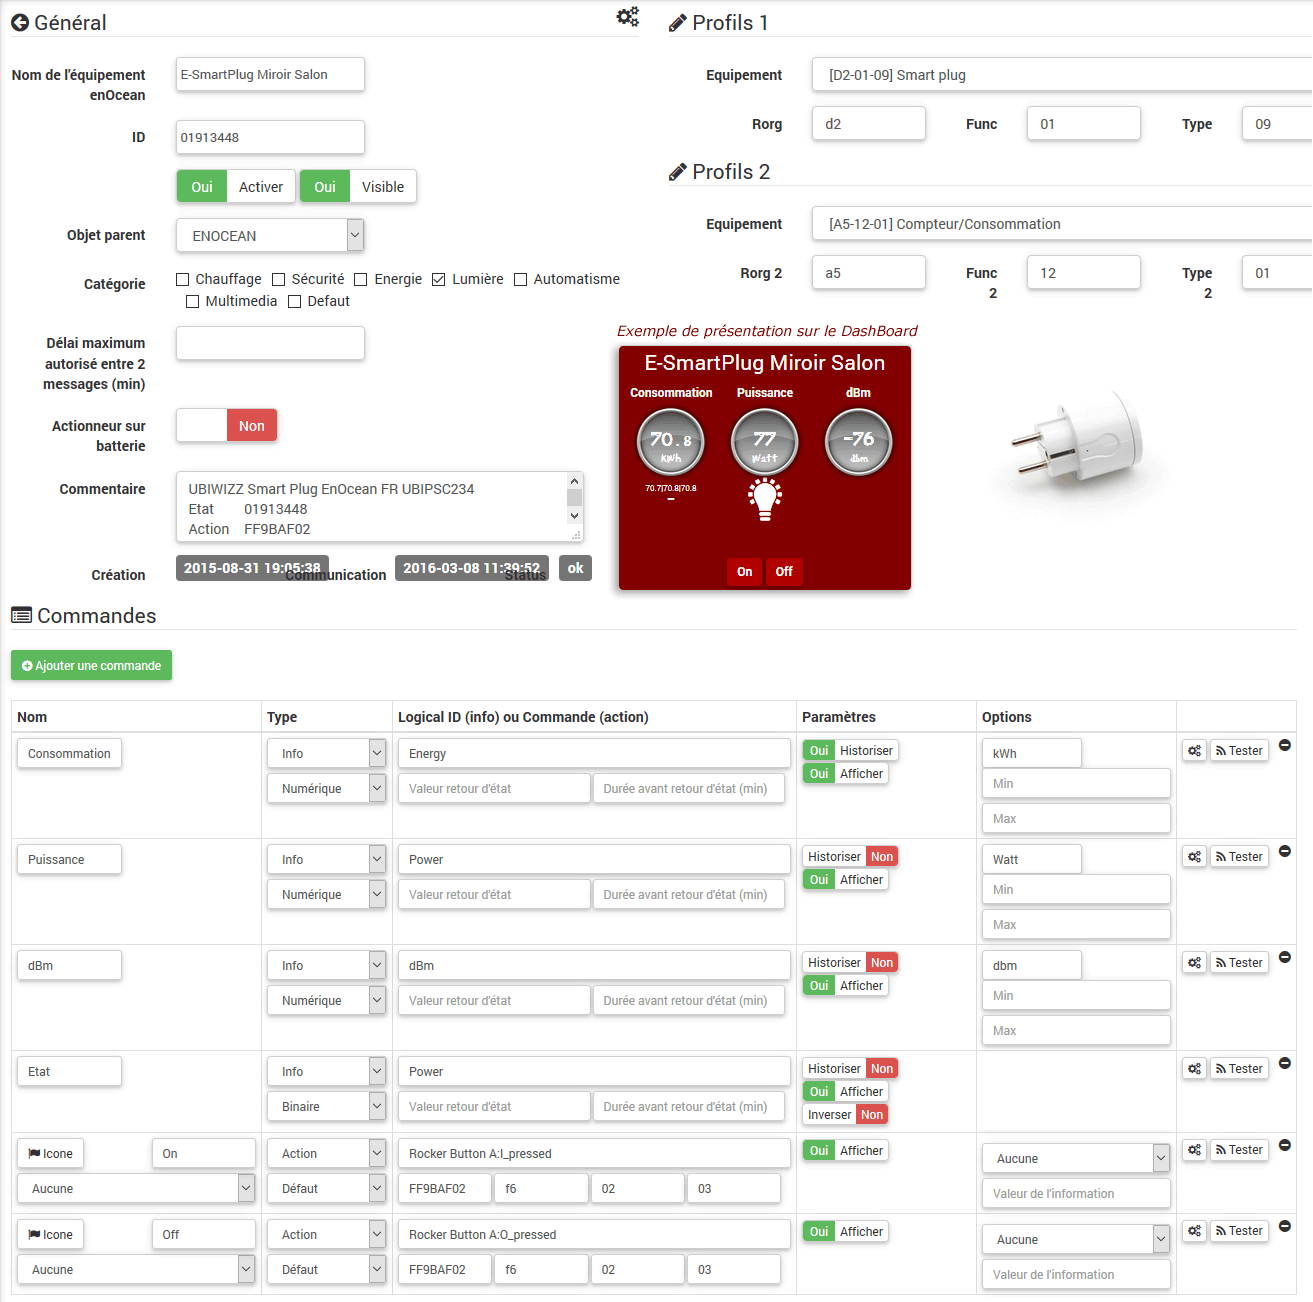 Général
Nom de l'équipement
enOcean
E-SmartPlug Miroir Salon
ID
01913448
Oui Activer Oui Visible
Objet parent
ENOCEAN
Catégorie
Chauffage Sécurité Energie Lumière Automatisme
Multimedia Defaut
Délai maximum
autorisé entre 2
messages (min)
Actionneur sur
batterie
Non
Commentaire
UBIWIZZ Smart Plug EnOcean FR UBIPSC234
Etat 01913448
Action FF9BAF02
Création 2015-08-31 19:05:38 Communication 2016-03-08 11:39:52 Status ok
Profils 1
Equipement [D2-01-09] Smart plug
Rorg d2 Func 01 Type 09
Profils 2
Equipement [A5-12-01] Compteur/Consommation
Rorg 2 a5 Func 2 12 Type 2 01
Exemple de présentation sur le DashBoard
E-SmartPlug Miroir Salon
Consommation Puissance dBm
70.8 77 -76
KWh Watt dbm
70.7|70.8|70.8
On Off
Commandes
Ajouter une commande
Nom Type Logical ID (info) ou Commande (action) Paramètres Options
Consommation Info Energy Oui Historiser kWh Tester
Oui Afficher
Numérique Valeur retour d'état Durée avant retour d'état (min) Min
Max
Puissance Info Power Historiser Non Watt Tester
Oui Afficher
Numérique Valeur retour d'état Durée avant retour d'état (min) Min
Max
dBm Info dBm Historiser Non dbm Tester
Oui Afficher
Numérique Valeur retour d'état Durée avant retour d'état (min) Min
Max
Etat Info Power Historiser Non Tester
Oui Afficher
Binaire Valeur retour d'état Durée avant retour d'état (min)
Inverser Non
Icone On Action Rocker Button A:I_pressed Oui Afficher Aucune Tester
Aucune Défaut FF9BAF02 f6 02 03 Valeur de l'information
Icone Off Action Rocker Button A:O_pressed Oui Afficher Aucune Tester
Aucune Défaut FF9BAF02 f6 02 03 Valeur de l'information